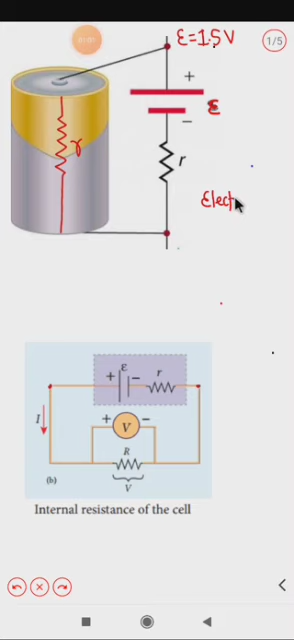 ε=1.5V
1/5
+
ε
−
r
r
Elect
ε
+ − r
I
+ V −
R
(b)
V
Internal resistance of the cell